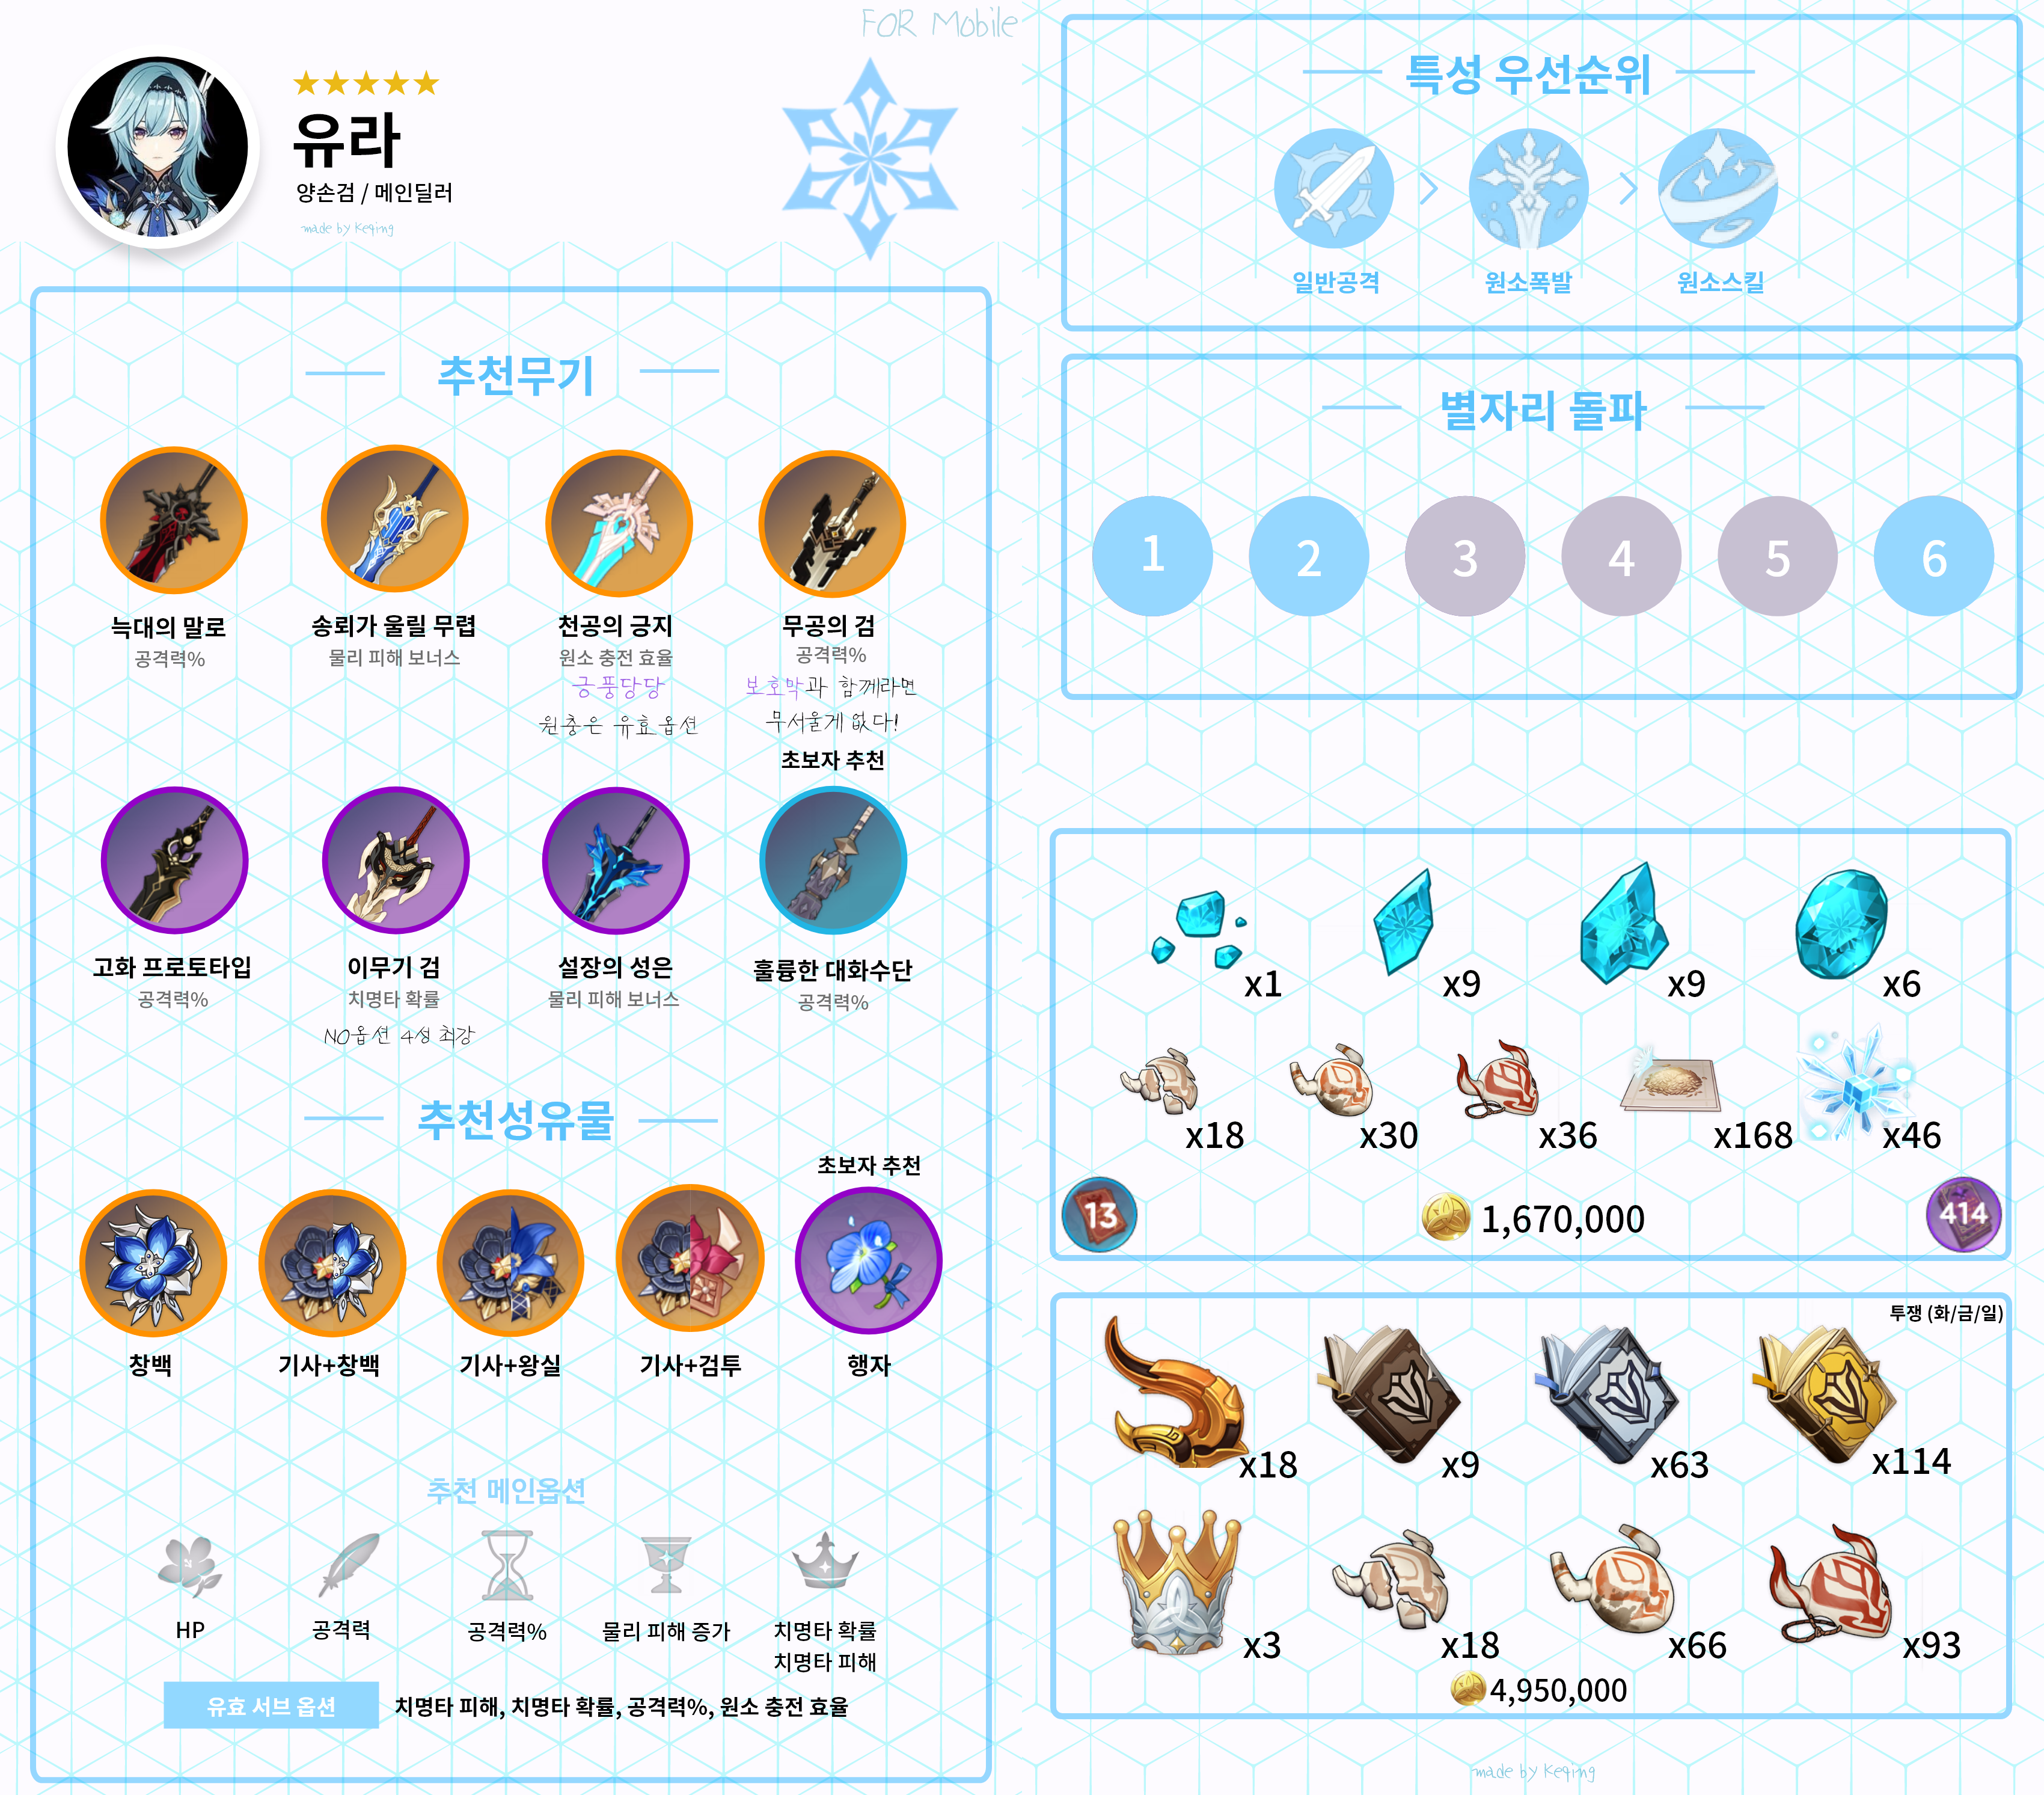 FOR Mobile
유라
양손검 / 메인딜러
made by Keqing
추천무기
늑대의 말로
공격력%
송뢰가 울릴 무렵
물리 피해 보너스
천공의 긍지
원소 충전 효율
긍풍당당
원충은 유효옵션
무공의 검
공격력%
보호막과 함께라면
무서울게 없다!
초보자 추천
고화 프로토타입
공격력%
이무기 검
치명타 확률
NO옵션 4성 최강
설장의 성은
물리 피해 보너스
훌륭한 대화수단
공격력%
추천성유물
초보자 추천
창백
기사+창백
기사+왕실
기사+검투
행자
추천 메인옵션
HP
공격력
공격력%
물리 피해 증가
치명타 확률
치명타 피해
유효 서브 옵션
치명타 피해, 치명타 확률, 공격력%, 원소 충전 효율
특성 우선순위
일반공격
원소폭발
원소스킬
별자리 돌파
1 2 3 4 5 6
x1 x9 x9 x6
x18 x30 x36 x168 x46
13 1,670,000 414
투쟁 (화/금/일)
x18 x9 x63 x114
x3 x18 x66 x93
4,950,000
made by Keqing